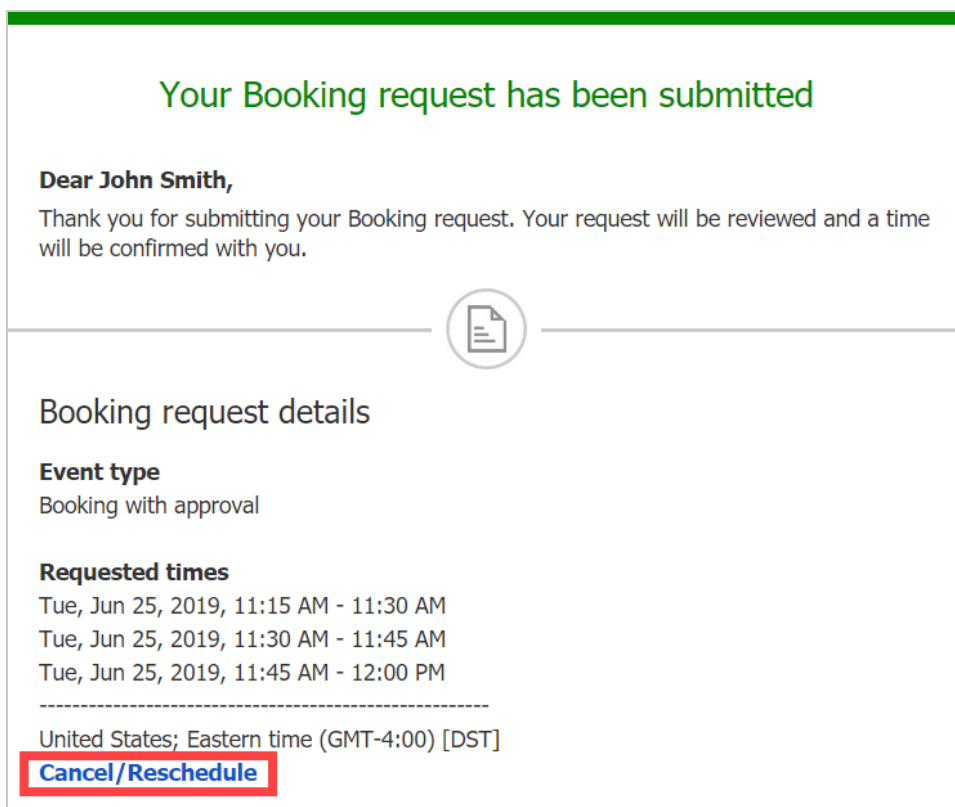 Your Booking request has been submitted
Dear John Smith,
Thank you for submitting your Booking request. Your request will be reviewed and a time
will be confirmed with you.
Booking request details
Event type
Booking with approval
Requested times
Tue, Jun 25, 2019, 11:15 AM - 11:30 AM
Tue, Jun 25, 2019, 11:30 AM - 11:45 AM
Tue, Jun 25, 2019, 11:45 AM - 12:00 PM
-------------------------------------------------------
United States; Eastern time (GMT-4:00) [DST]
Cancel/Reschedule